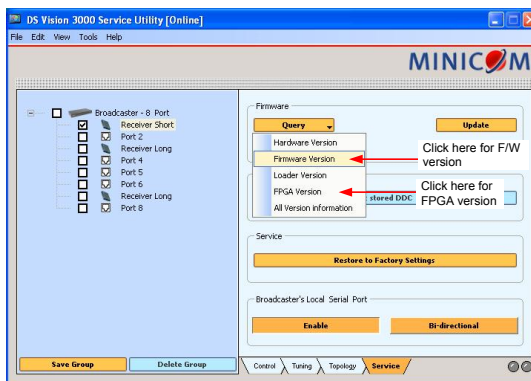 DS Vision 3000 Service Utility [Online]
File Edit View Tools Help
MINICOM
Broadcaster - 8 Port
Receiver Short
Port 2
Receiver Long
Port 4
Port 5
Port 6
Receiver Long
Port 8
Save Group
Delete Group
Firmware
Query
Update
Hardware Version
Firmware Version
Loader Version
FPGA Version
All Version information
Click here for F/W
version
Click here for
FPGA version
stored DDC
Service
Restore to Factory Settings
Broadcaster's Local Serial Port
Enable
Bi-directional
Control
Tuning
Topology
Service